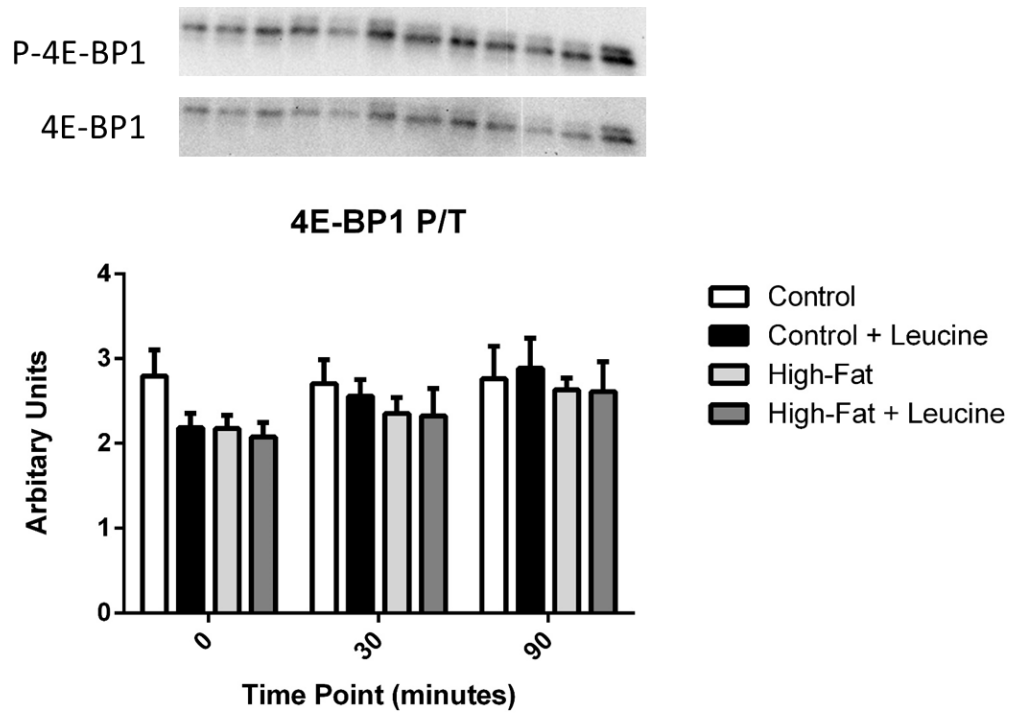 P-4E-BP1
4E-BP1
4E-BP1 P/T
Arbitary Units
4
3
2
1
0
0
30
90
Time Point (minutes)
Control
Control + Leucine
High-Fat
High-Fat + Leucine